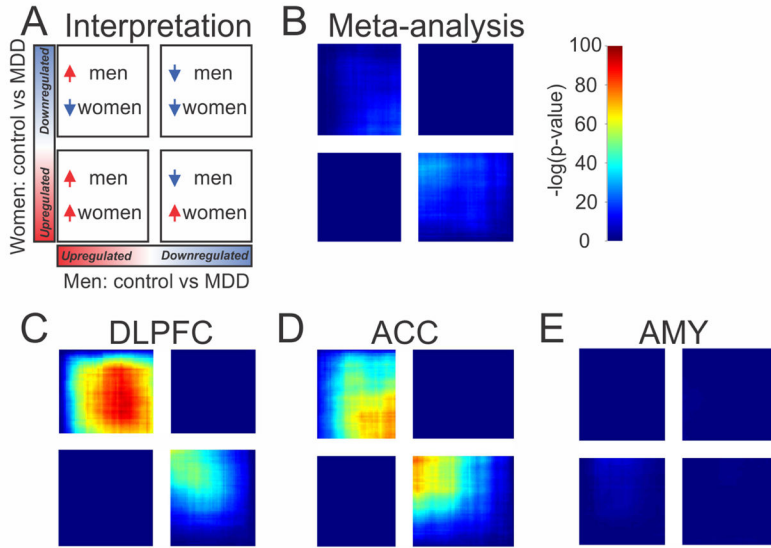 A Interpretation
Women: control vs MDD
Downregulated
Upregulated
men
men
women
women
men
men
women
women
Upregulated
Downregulated
Men: control vs MDD
B Meta-analysis
100
80
60
40
20
0
-log(p-value)
C DLPFC
D ACC
E AMY